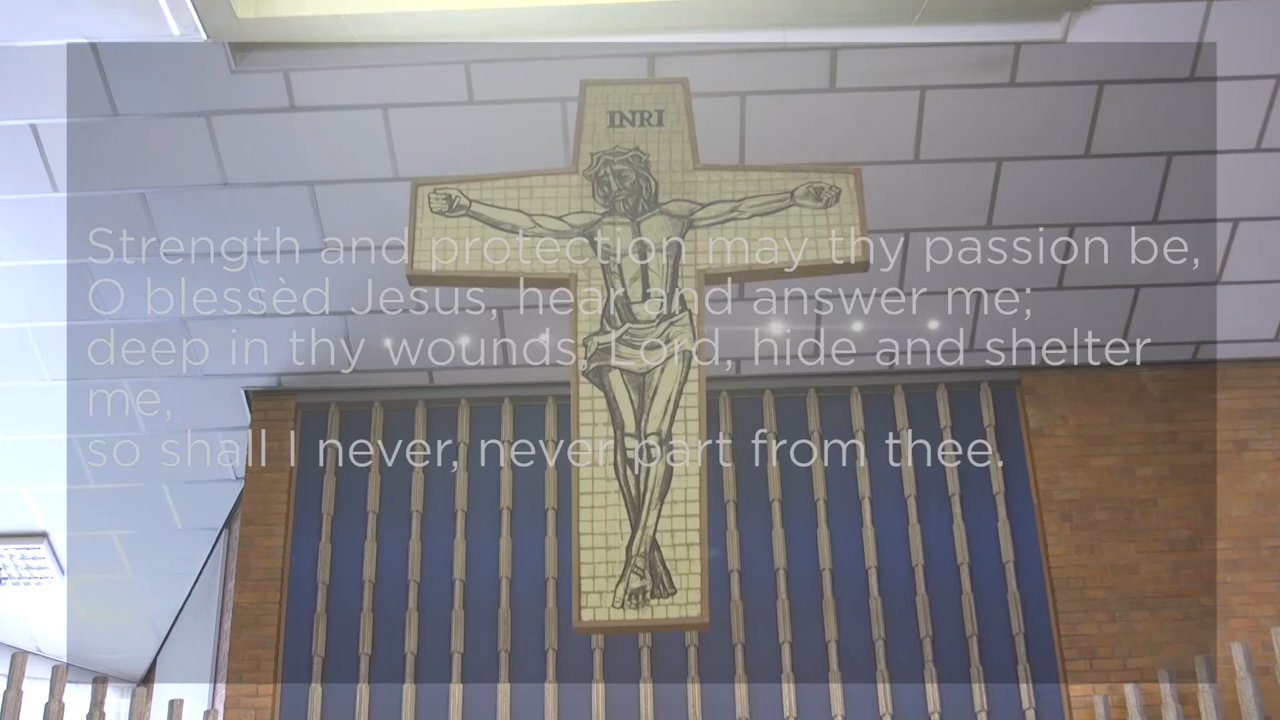 INRI
Strength and protection may thy passion be,
O blessèd Jesus, hear and answer me;
deep in thy wounds, Lord, hide and shelter
me,
so shall I never, never part from thee.